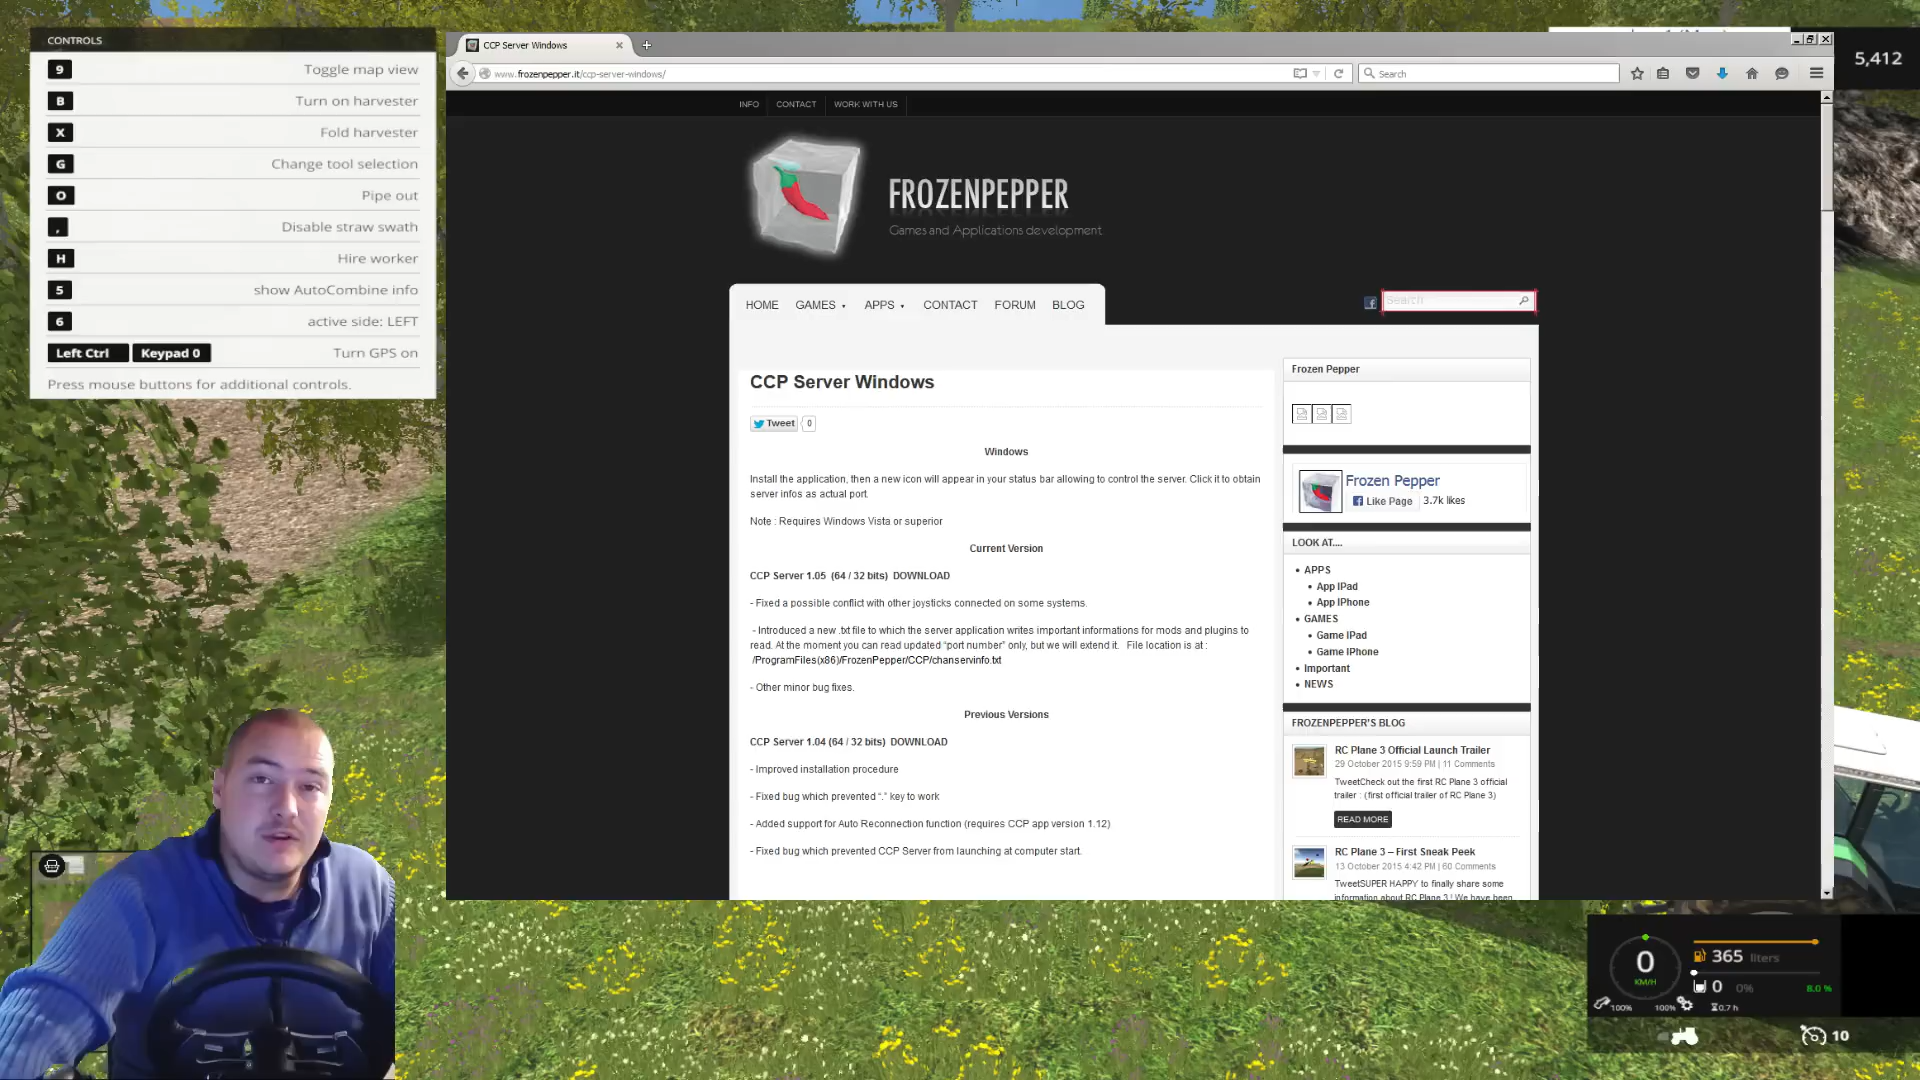 CONTROLS
9 Toggle map view
B Turn on harvester
X Fold harvester
G Change tool selection
O Pipe out
, Disable straw swath
H Hire worker
5 show AutoCombine info
6 active side: LEFT
Left Ctrl Keypad 0 Turn GPS on
Press mouse buttons for additional controls.
CCP Server Windows
www.frozenpepper.it/ccp-server-windows/
Search
5,412
INFO CONTACT WORK WITH US
FROZENPEPPER
Games and Applications development
HOME GAMES APPS CONTACT FORUM BLOG
Search
CCP Server Windows
Tweet 0
Windows
Install the application, then a new icon will appear in your status bar allowing to control the server. Click it to obtain
server infos as actual port.
Note : Requires Windows Vista or superior
Current Version
CCP Server 1.05 (64 / 32 bits) DOWNLOAD
- Fixed a possible conflict with other joysticks connected on some systems.
- Introduced a new .txt file to which the server application writes important informations for mods and plugins to
read. At the moment you can read updated “port number” only, but we will extend it. File location is at :
/ProgramFiles(x86)/FrozenPepper/CCP/chanservinfo.txt
- Other minor bug fixes.
Previous Versions
CCP Server 1.04 (64 / 32 bits) DOWNLOAD
- Improved installation procedure
- Fixed bug which prevented “.” key to work
- Added support for Auto Reconnection function (requires CCP app version 1.12)
- Fixed bug which prevented CCP Server from launching at computer start.
Frozen Pepper
Frozen Pepper
Like Page 3.7k likes
LOOK AT....
APPS
App IPad
App IPhone
GAMES
Game IPad
Game IPhone
Important
NEWS
FROZENPEPPER'S BLOG
RC Plane 3 Official Launch Trailer
29 October 2015 9:59 PM | 11 Comments
TweetCheck out the first RC Plane 3 official
trailer : (first official trailer of RC Plane 3)
READ MORE
RC Plane 3 – First Sneak Peek
13 October 2015 4:42 PM | 60 Comments
TweetSUPER HAPPY to finally share some
information about RC Plane 3 ! We have been
0 KM/H
365 liters
0 0% 8.0 %
100% 100% 0.7 h
10